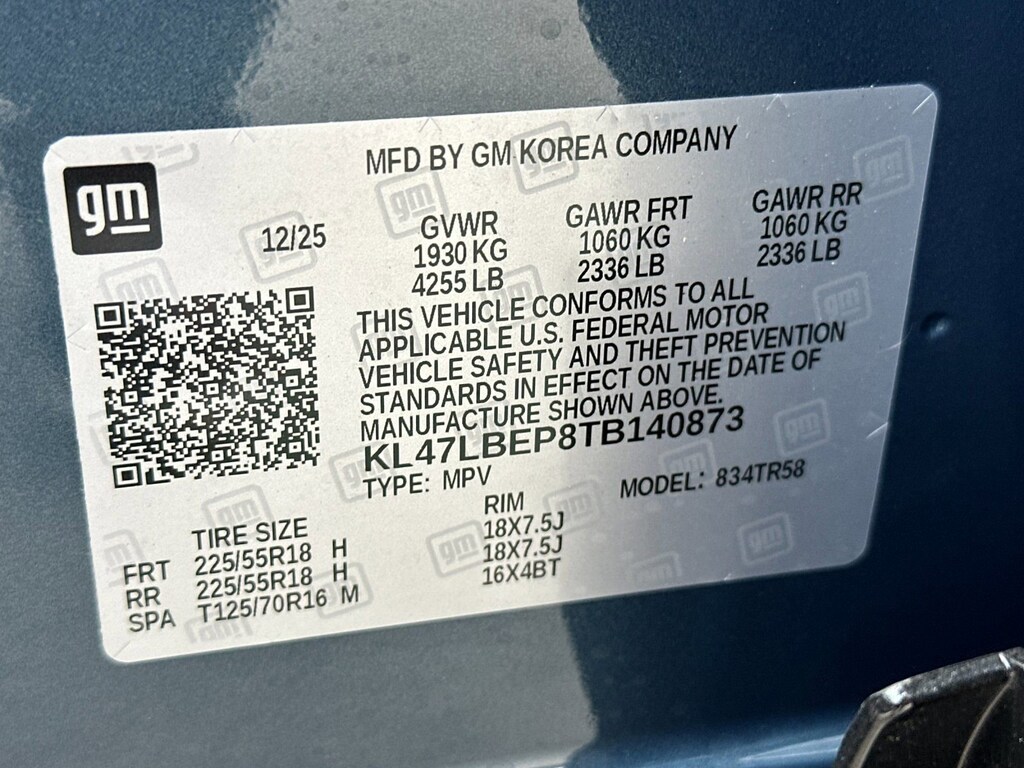 gm
MFD BY GM KOREA COMPANY
12/25
GVWR GAWR FRT GAWR RR
1930 KG 1060 KG 1060 KG
4255 LB 2336 LB 2336 LB
THIS VEHICLE CONFORMS TO ALL
APPLICABLE U.S. FEDERAL MOTOR
VEHICLE SAFETY AND THEFT PREVENTION
STANDARDS IN EFFECT ON THE DATE OF
MANUFACTURE SHOWN ABOVE.
KL47LBEP8TB140873
TYPE: MPV MODEL: 834TR58
TIRE SIZE RIM
FRT 225/55R18 H 18X7.5J
RR 225/55R18 H 18X7.5J
SPA T125/70R16 M 16X4BT